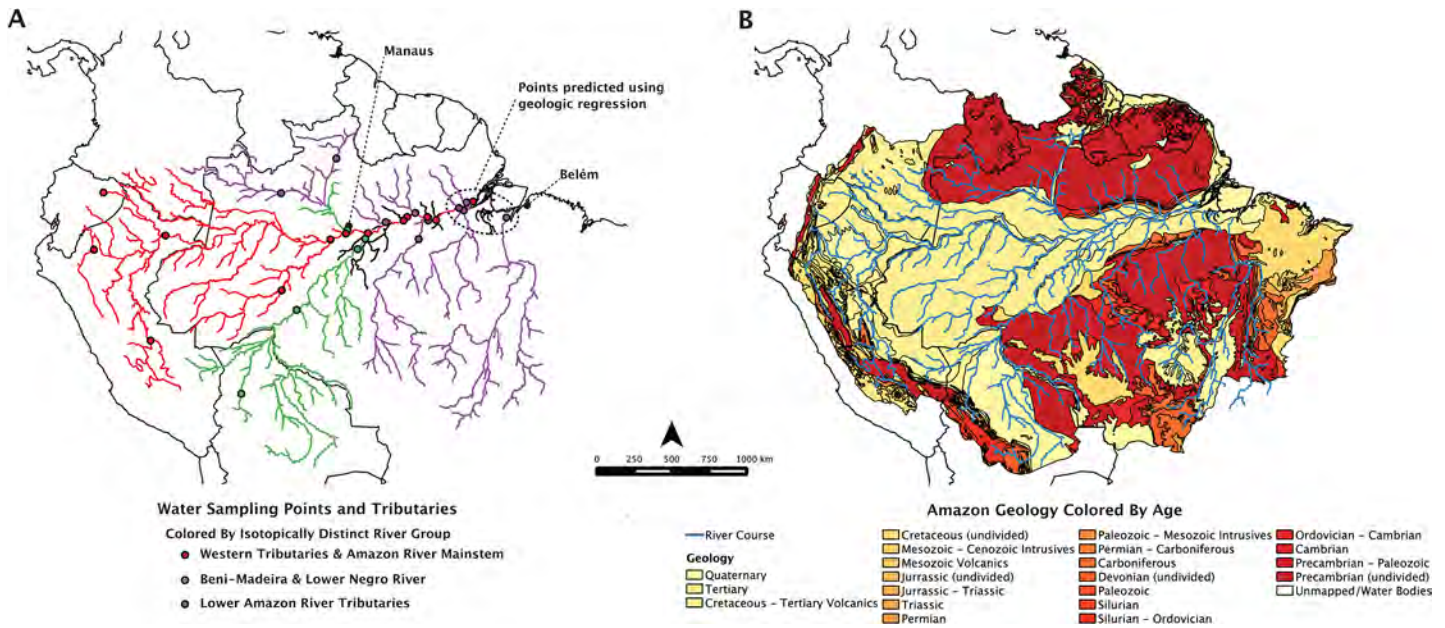 A
Manaus
Points predicted using
geologic regression
Belém
Water Sampling Points and Tributaries
Colored By Isotopically Distinct River Group
Western Tributaries & Amazon River Mainstem
Beni-Madeira & Lower Negro River
Lower Amazon River Tributaries
0 250 500 750 1000 km
B
Amazon Geology Colored By Age
River Course
Geology
Quaternary
Tertiary
Cretaceous - Tertiary Volcanics
Cretaceous (undivided)
Mesozoic - Cenozoic Intrusives
Mesozoic Volcanics
Jurrassic (undivided)
Jurrassic - Triassic
Triassic
Permian
Paleozoic - Mesozoic Intrusives
Permian - Carboniferous
Carboniferous
Devonian (undivided)
Paleozoic
Silurian
Silurian - Ordovician
Ordovician - Cambrian
Cambrian
Precambrian - Paleozoic
Precambrian (undivided)
Unmapped/Water Bodies